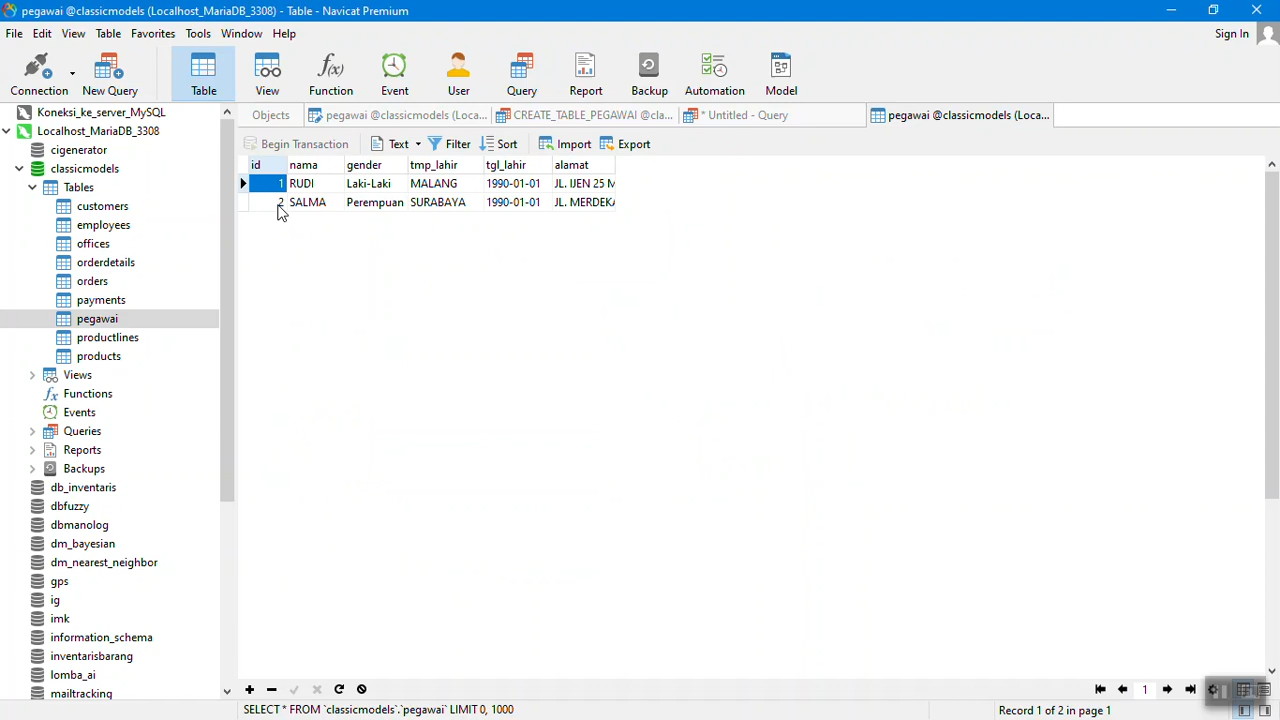 pegawai @classicmodels (Localhost_MariaDB_3308) - Table - Navicat Premium
File Edit View Table Favorites Tools Window Help Sign In
Connection New Query Table View Function Event User Query Report Backup Automation Model
Objects pegawai @classicmodels (Loca... CREATE_TABLE_PEGAWAI @cla... * Untitled - Query pegawai @classicmodels (Loca...
Begin Transaction Text Filter Sort Import Export
id nama gender tmp_lahir tgl_lahir alamat
1 RUDI Laki-Laki MALANG 1990-01-01 JL. IJEN 25 M
2 SALMA Perempuan SURABAYA 1990-01-01 JL. MERDEKA
Koneksi_ke_server_MySQL
Localhost_MariaDB_3308
cigenerator
classicmodels
Tables
customers
employees
offices
orderdetails
orders
payments
pegawai
productlines
products
Views
Functions
Events
Queries
Reports
Backups
db_inventaris
dbfuzzy
dbmanolog
dm_bayesian
dm_nearest_neighbor
gps
ig
imk
information_schema
inventarisbarang
lomba_ai
mailtracking
1
SELECT * FROM `classicmodels`.`pegawai` LIMIT 0, 1000 Record 1 of 2 in page 1